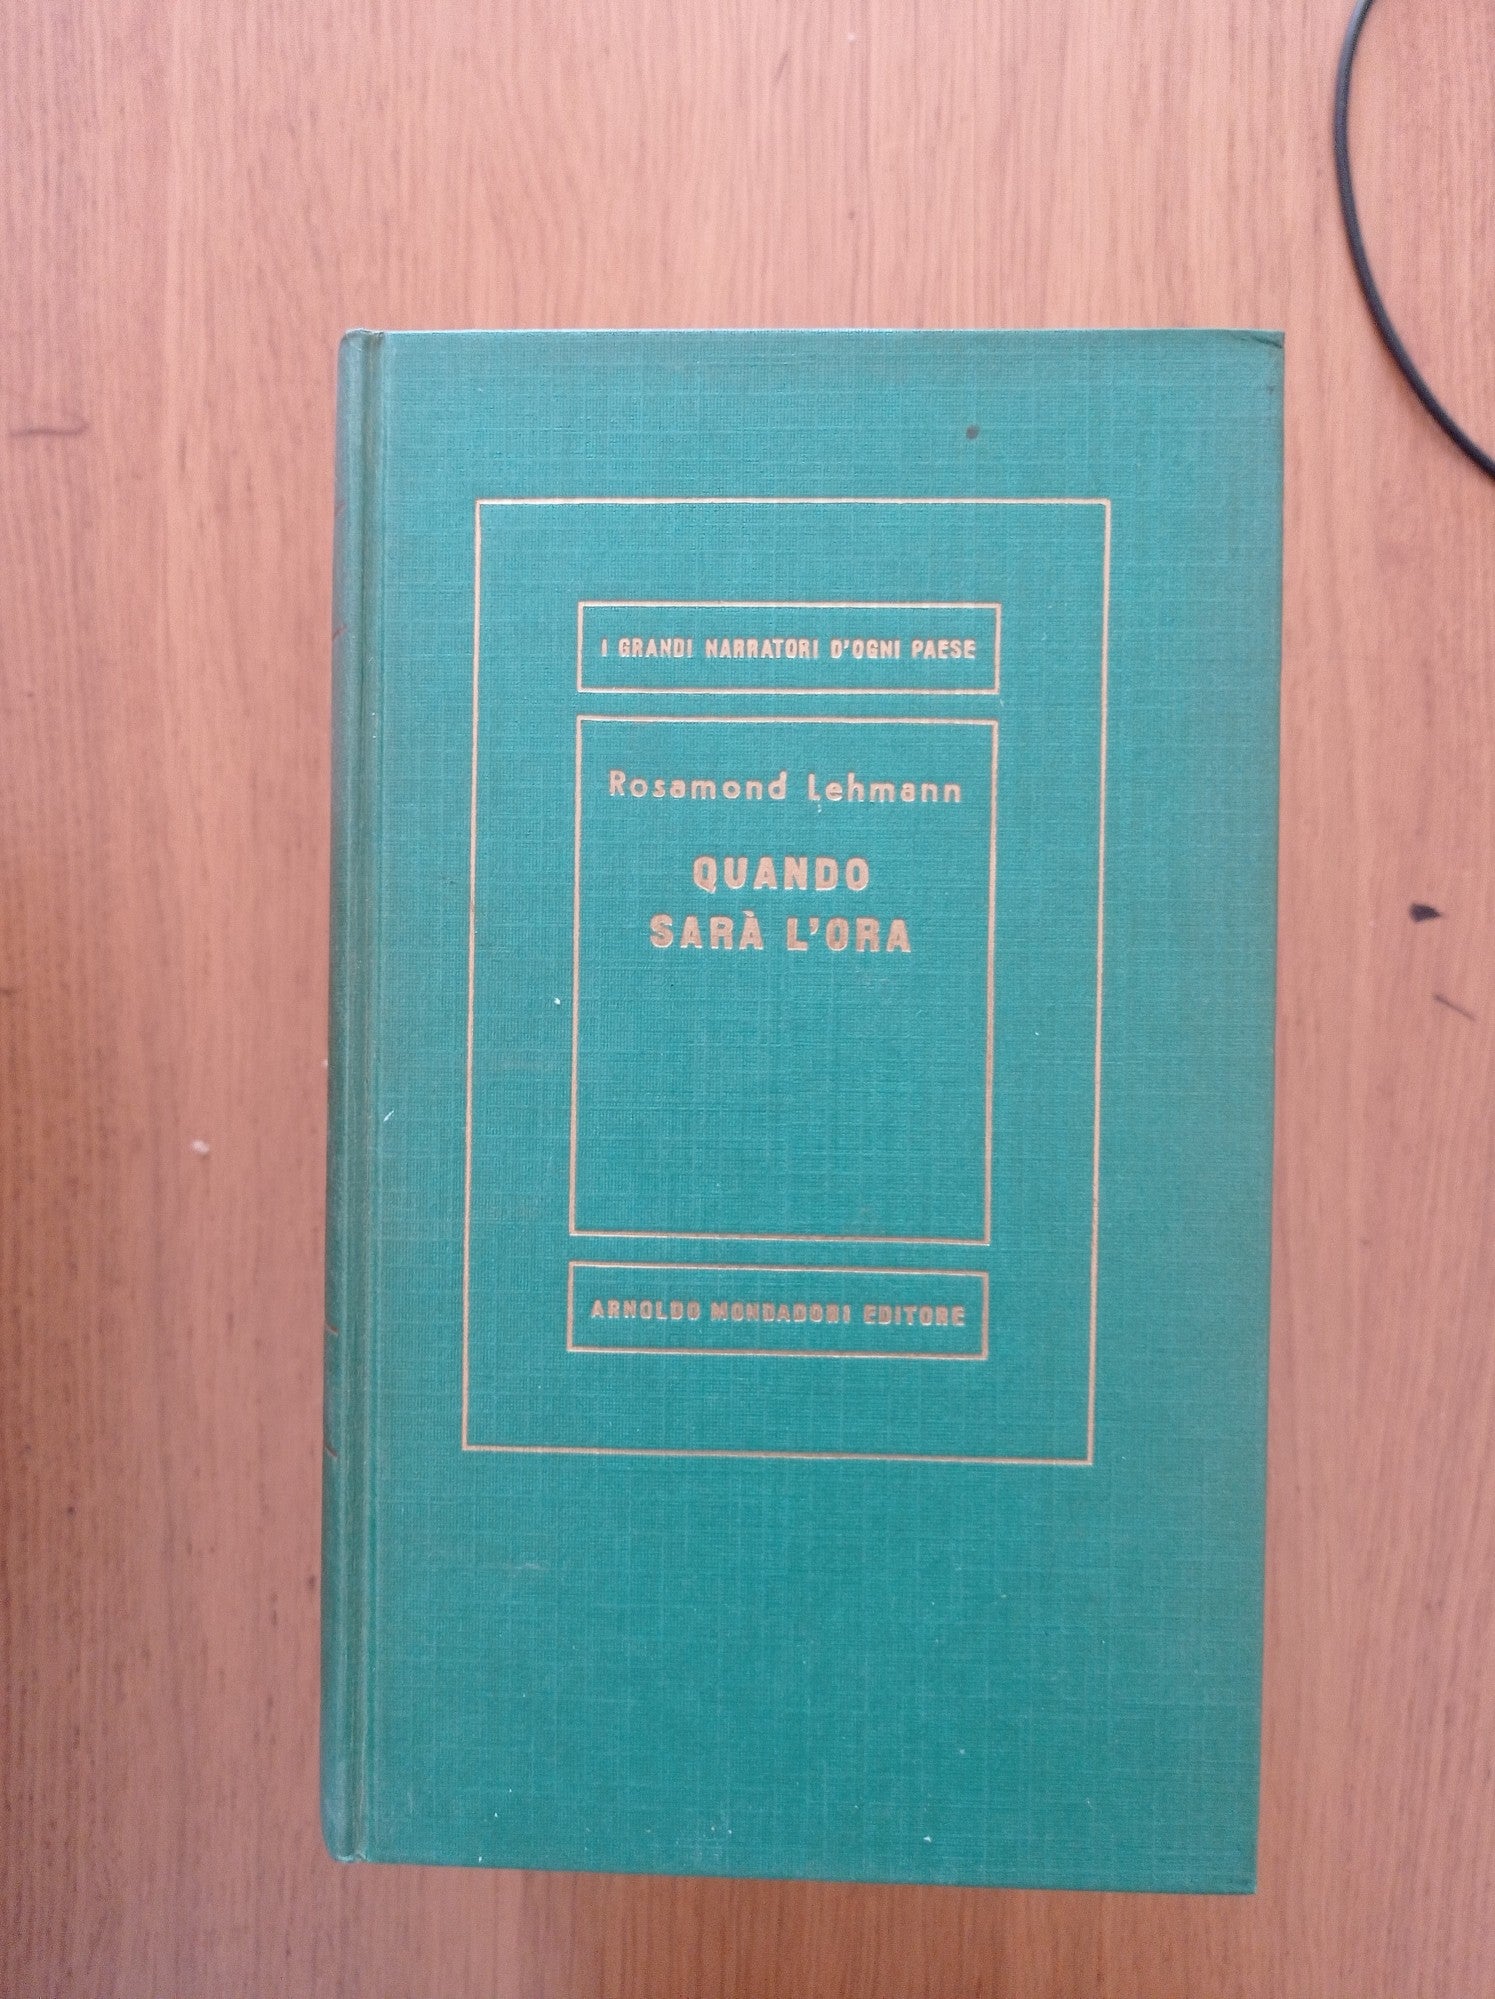 I GRANDI NARRATORI D'OGNI PAESE
Rosamond Lehmann
QUANDO
SARÀ L'ORA
ARNOLDO MONDADORI EDITORE